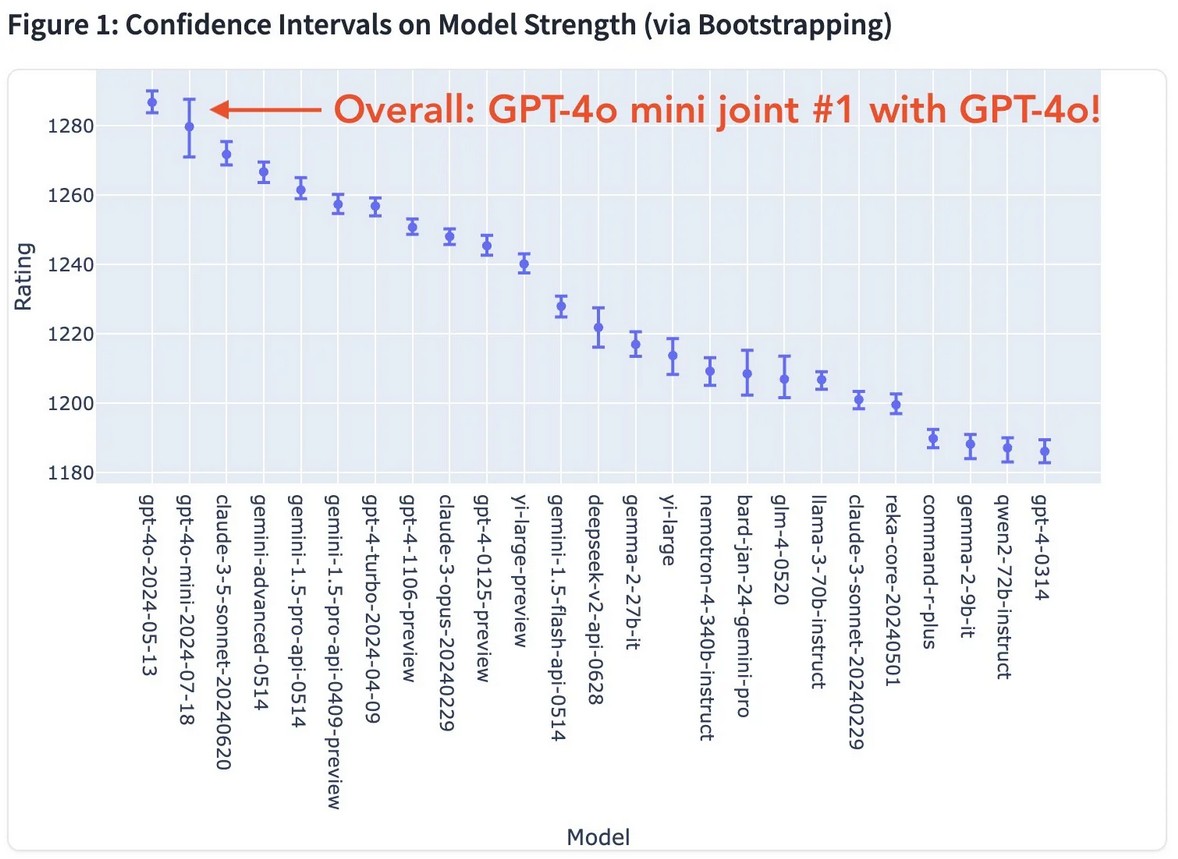 Figure 1: Confidence Intervals on Model Strength (via Bootstrapping)
Overall: GPT-4o mini joint #1 with GPT-4o!
1280
1260
1240
1220
1200
1180
Rating
gpt-4o-2024-05-13
gpt-4o-mini-2024-07-18
claude-3-5-sonnet-20240620
gemini-advanced-0514
gemini-1.5-pro-api-0514
gemini-1.5-pro-api-0409-preview
gpt-4-turbo-2024-04-09
gpt-4-1106-preview
claude-3-opus-20240229
gpt-4-0125-preview
yi-large-preview
gemini-1.5-flash-api-0514
deepseek-v2-api-0628
gemma-2-27b-it
yi-large
nemotron-4-340b-instruct
bard-jan-24-gemini-pro
glm-4-0520
llama-3-70b-instruct
claude-3-sonnet-20240229
reka-core-20240501
command-r-plus
gemma-2-9b-it
qwen2-72b-instruct
gpt-4-0314
Model